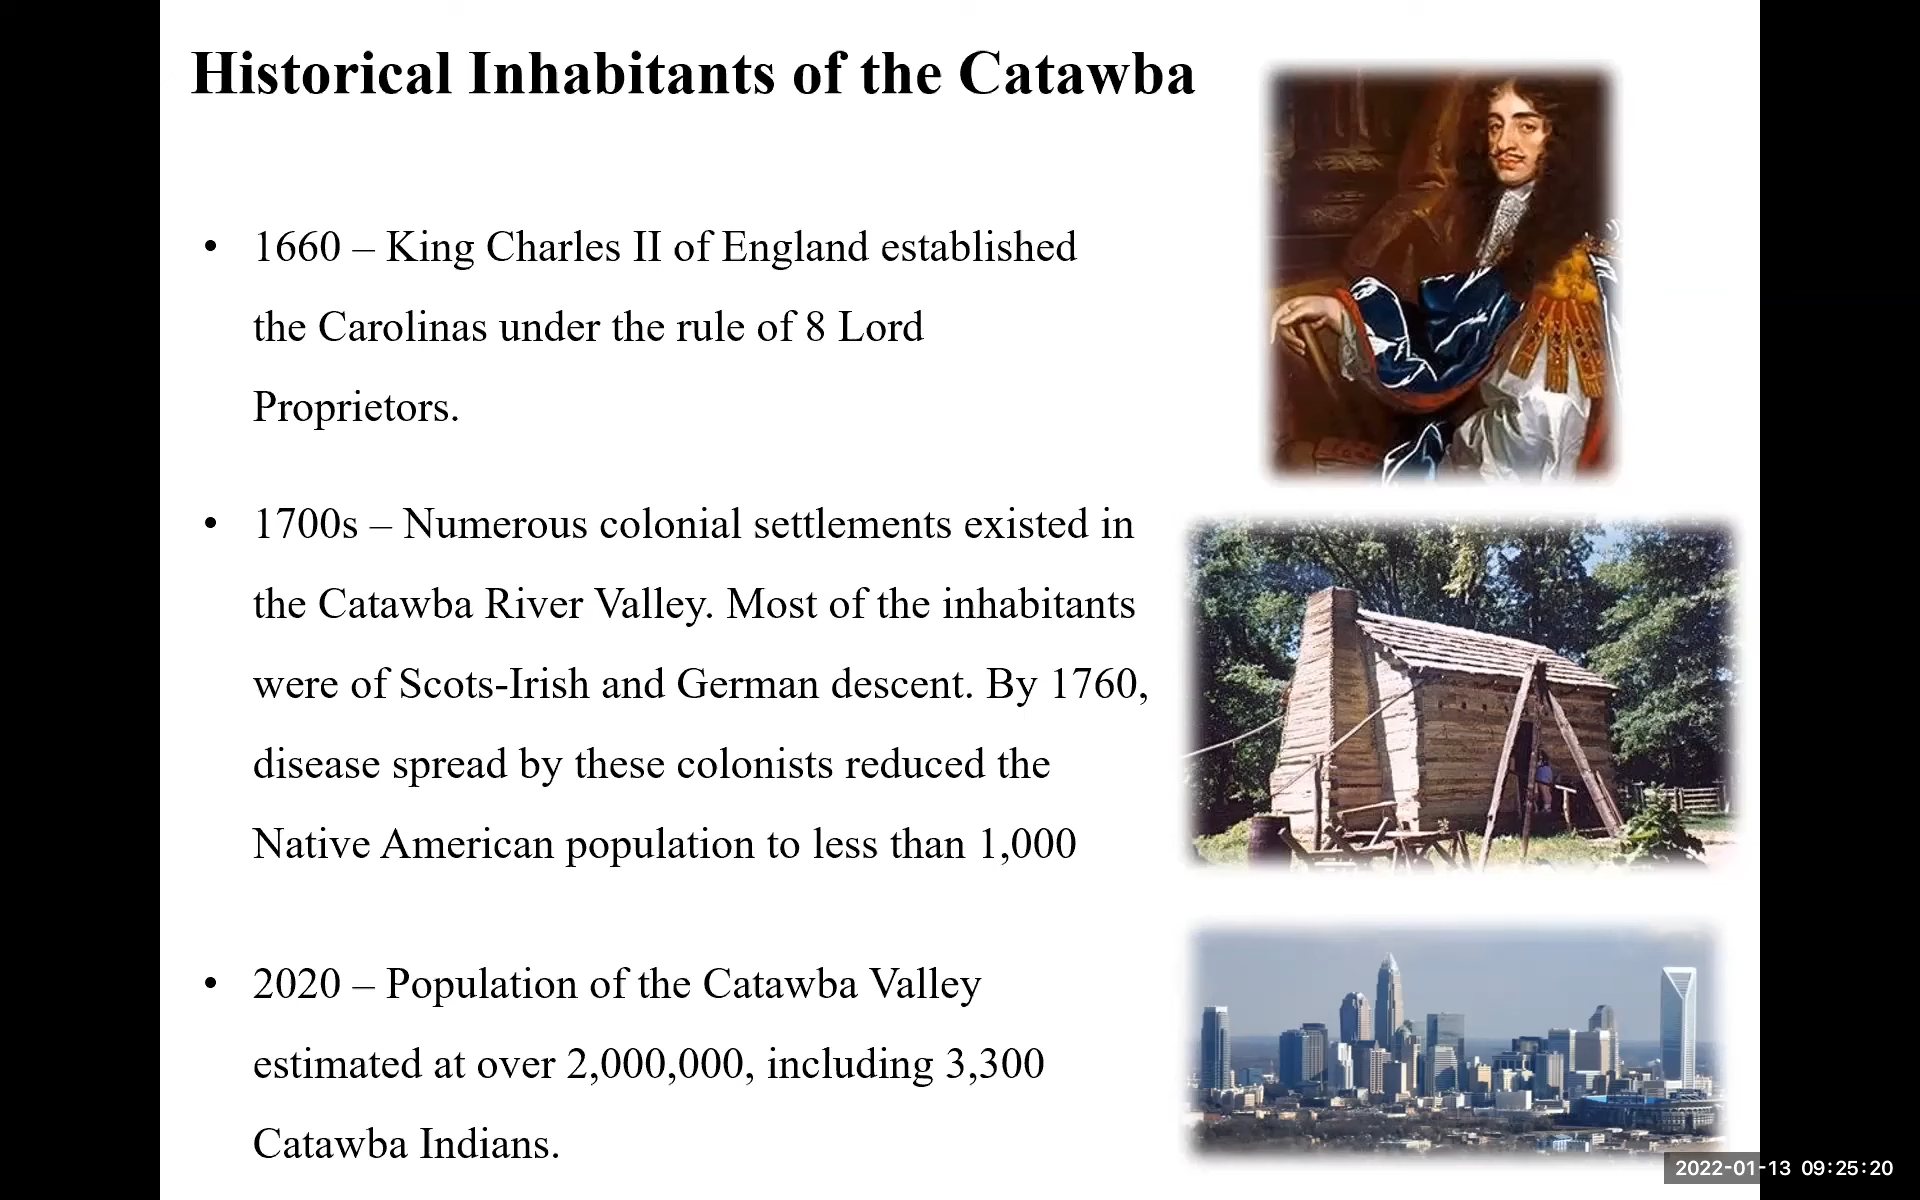 Historical Inhabitants of the Catawba
• 1660 – King Charles II of England established
the Carolinas under the rule of 8 Lord
Proprietors.
• 1700s – Numerous colonial settlements existed in
the Catawba River Valley. Most of the inhabitants
were of Scots-Irish and German descent. By 1760,
disease spread by these colonists reduced the
Native American population to less than 1,000
• 2020 – Population of the Catawba Valley
estimated at over 2,000,000, including 3,300
Catawba Indians.
2022-01-13 09:25:20